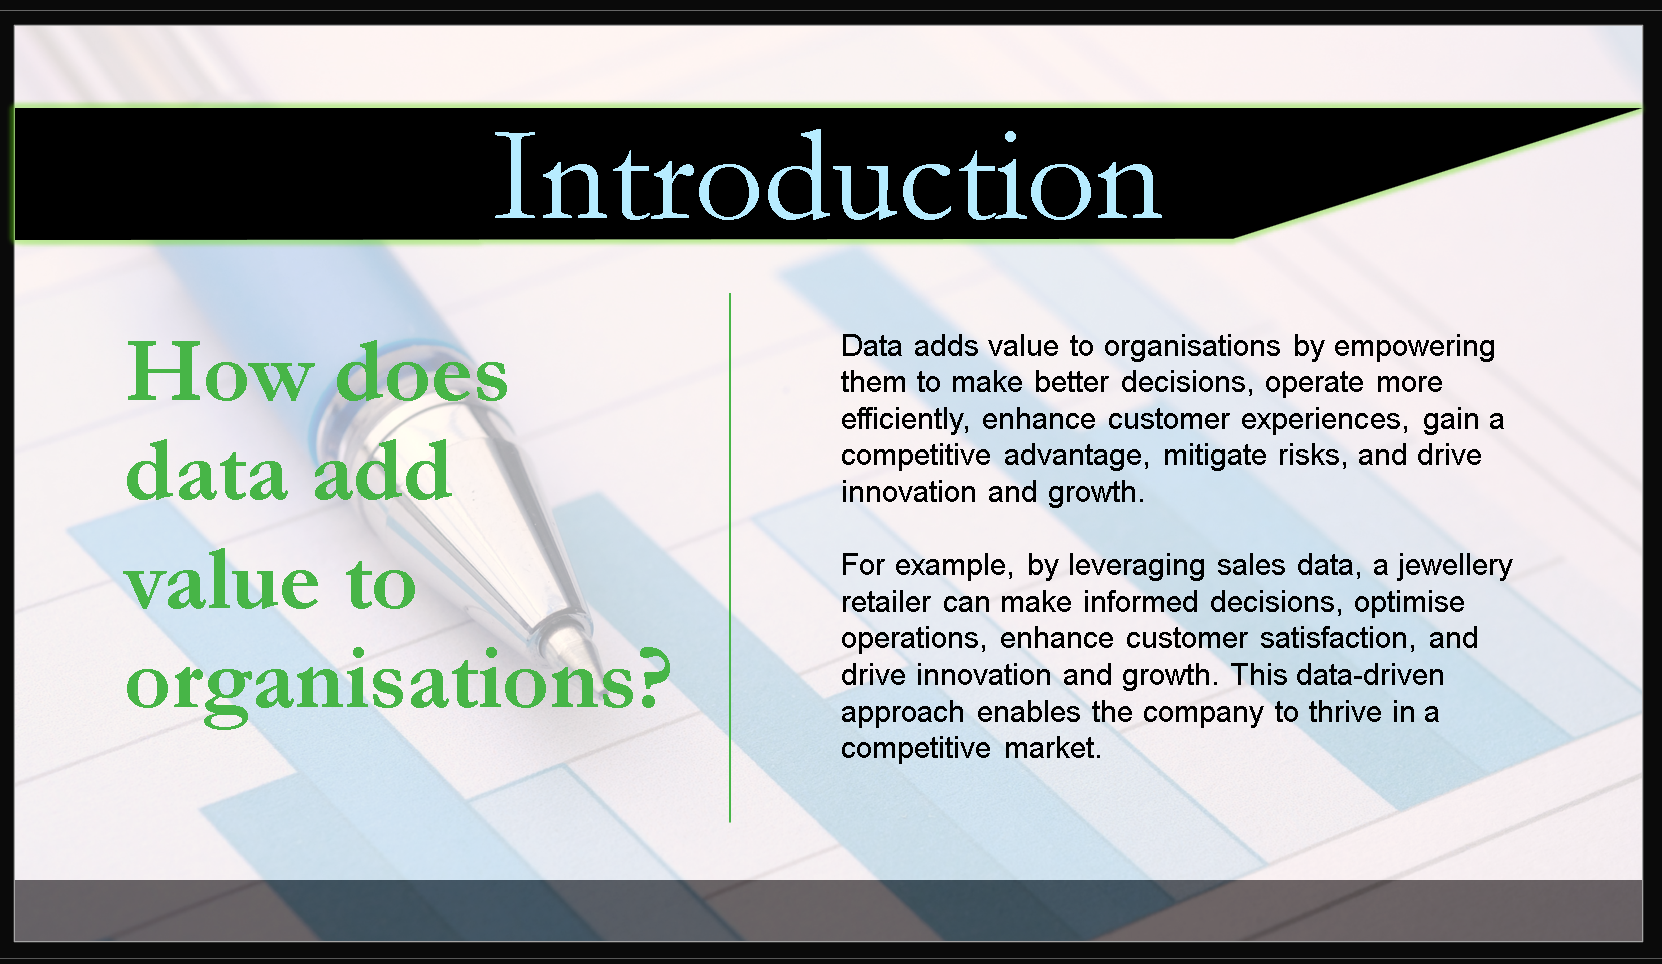 Introduction
How does
data add
value to
organisations?
Data adds value to organisations by empowering
them to make better decisions, operate more
efficiently, enhance customer experiences, gain a
competitive advantage, mitigate risks, and drive
innovation and growth.
For example, by leveraging sales data, a jewellery
retailer can make informed decisions, optimise
operations, enhance customer satisfaction, and
drive innovation and growth. This data-driven
approach enables the company to thrive in a
competitive market.